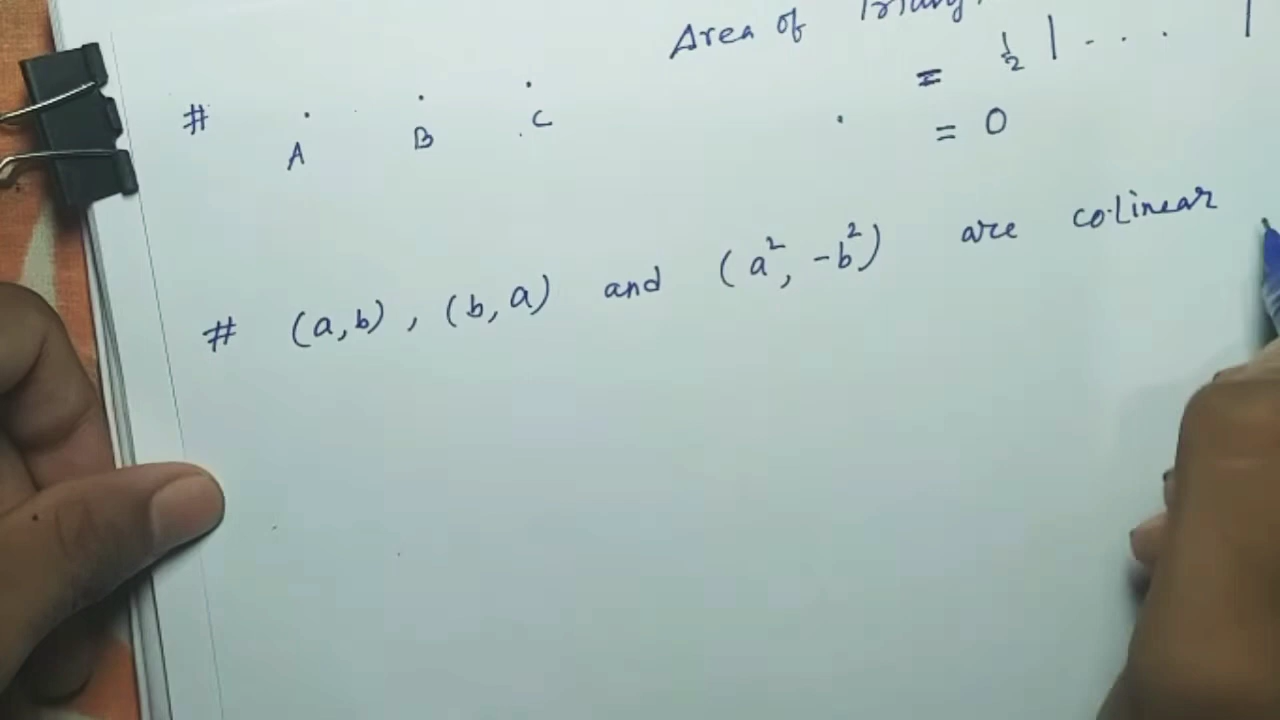 Area of
= 1/2 | . . . |
# A B C
= 0
# (a, b), (b, a) and (a², -b²) are co.linear